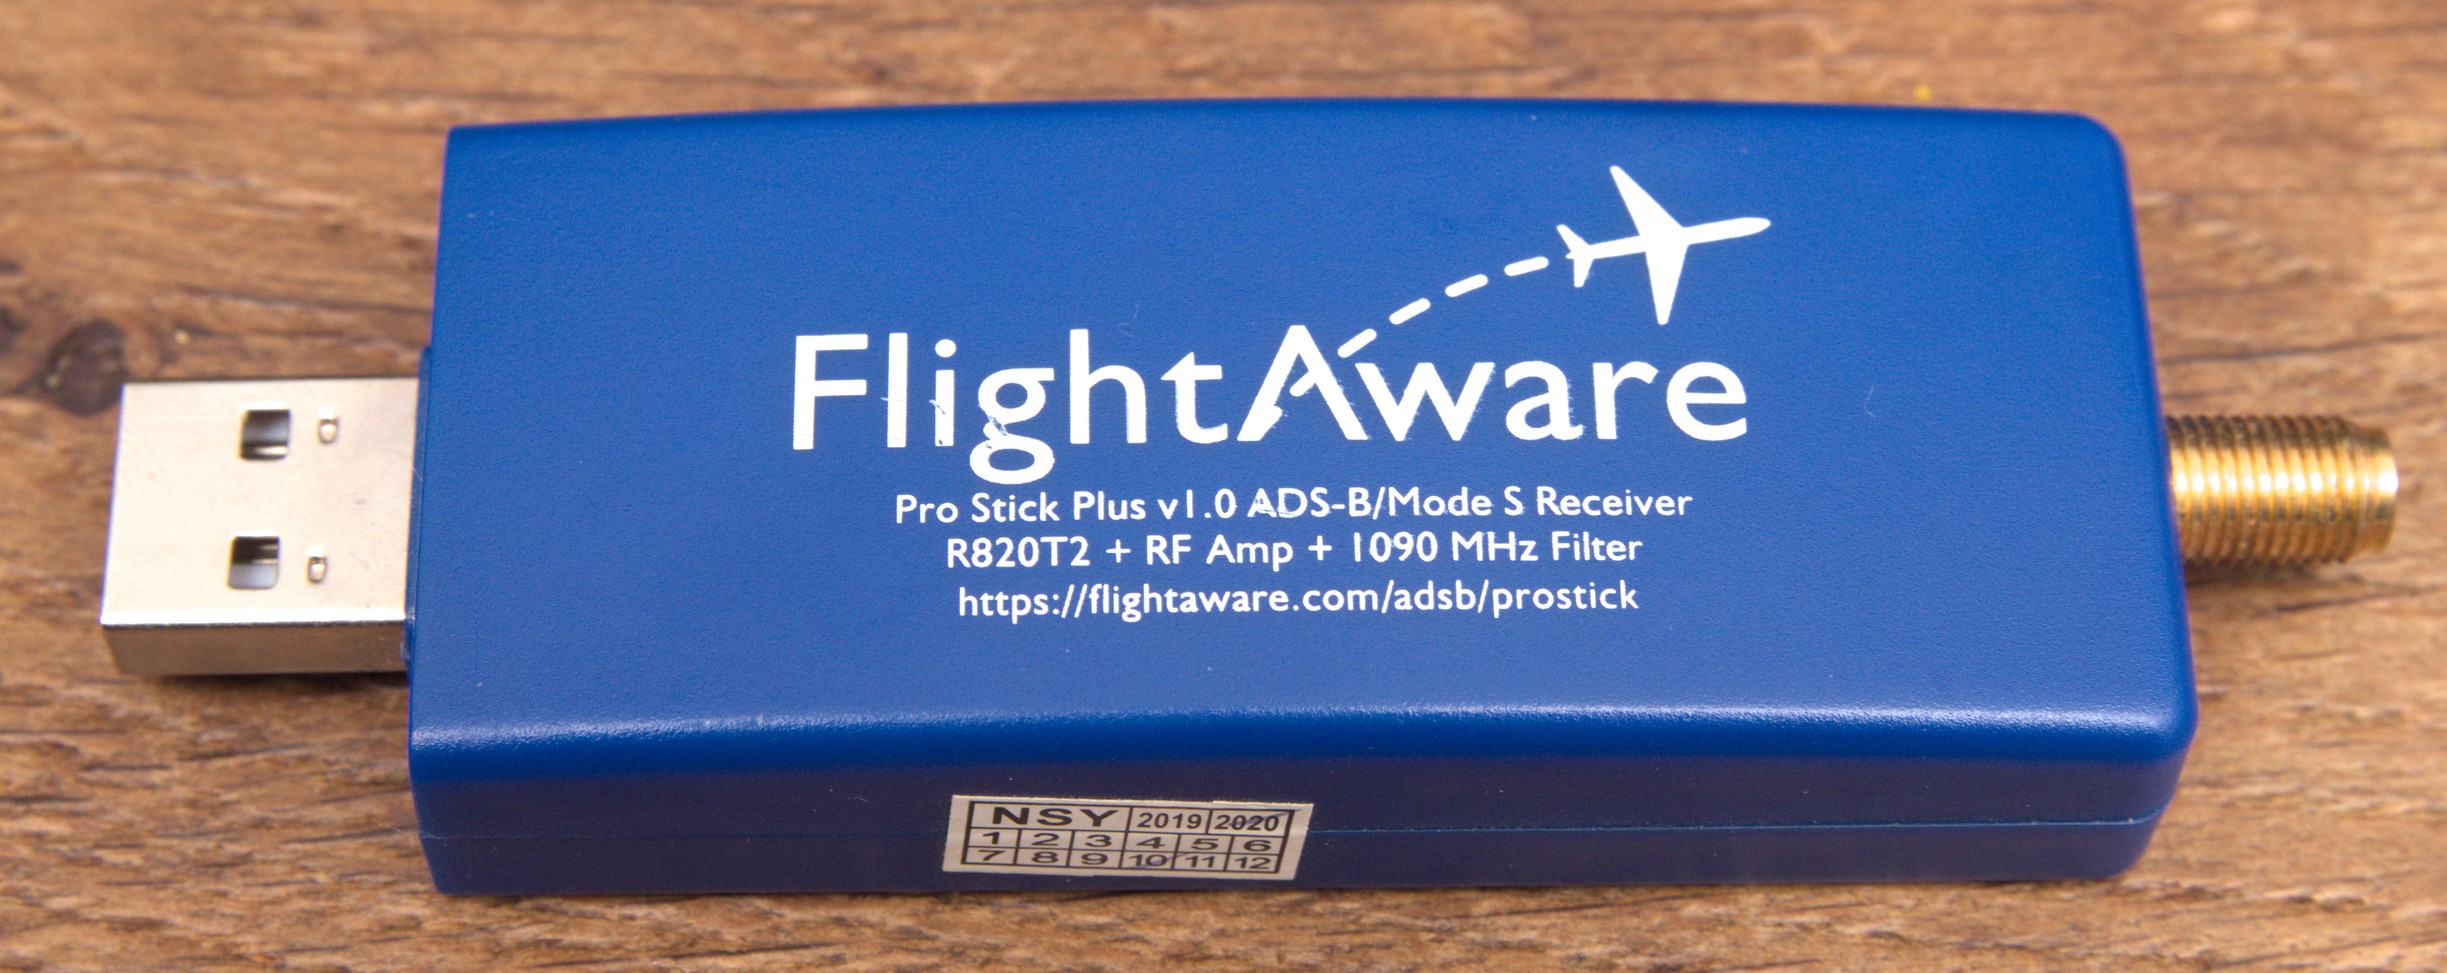 FlightAware
Pro Stick Plus v1.0 ADS-B/Mode S Receiver
R820T2 + RF Amp + 1090 MHz Filter
https://flightaware.com/adsb/prostick
NSY 2019 2020
1 2 3 4 5 6
7 8 9 10 11 12